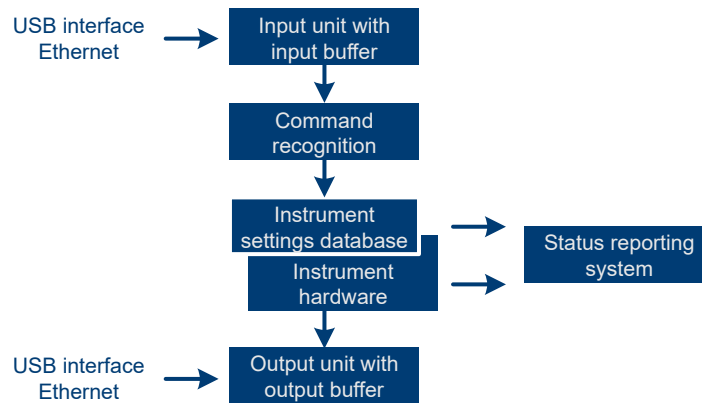 USB interface
Ethernet
Input unit with
input buffer
Command
recognition
Instrument
settings database
Instrument
hardware
Status reporting
system
USB interface
Ethernet
Output unit with
output buffer